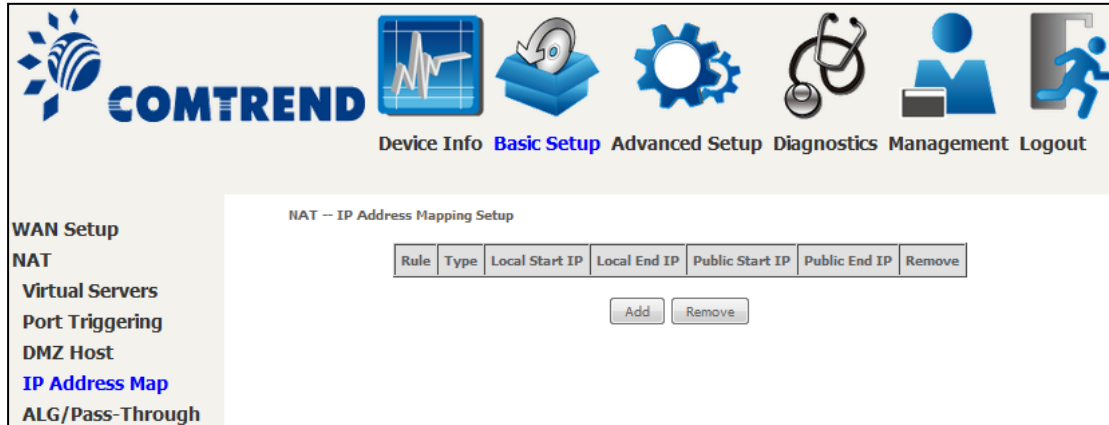 COMTREND
Device Info Basic Setup Advanced Setup Diagnostics Management Logout
WAN Setup
NAT
Virtual Servers
Port Triggering
DMZ Host
IP Address Map
ALG/Pass-Through
NAT -- IP Address Mapping Setup
Rule Type Local Start IP Local End IP Public Start IP Public End IP Remove
Add Remove